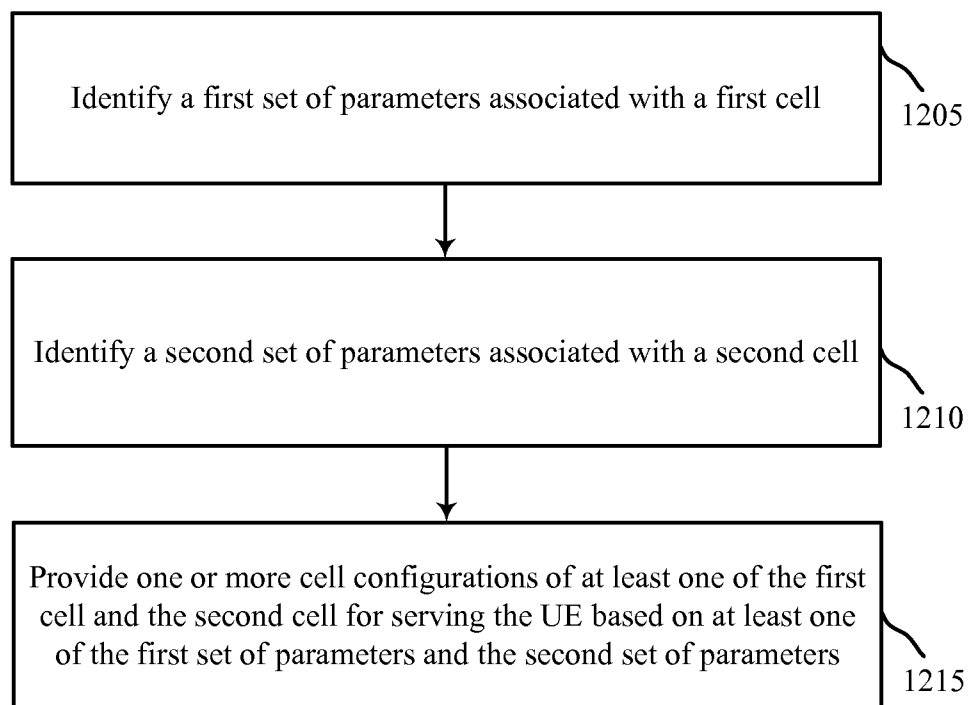 Identify a first set of parameters associated with a first cell
1205
Identify a second set of parameters associated with a second cell
1210
Provide one or more cell configurations of at least one of the first
cell and the second cell for serving the UE based on at least one
of the first set of parameters and the second set of parameters
1215